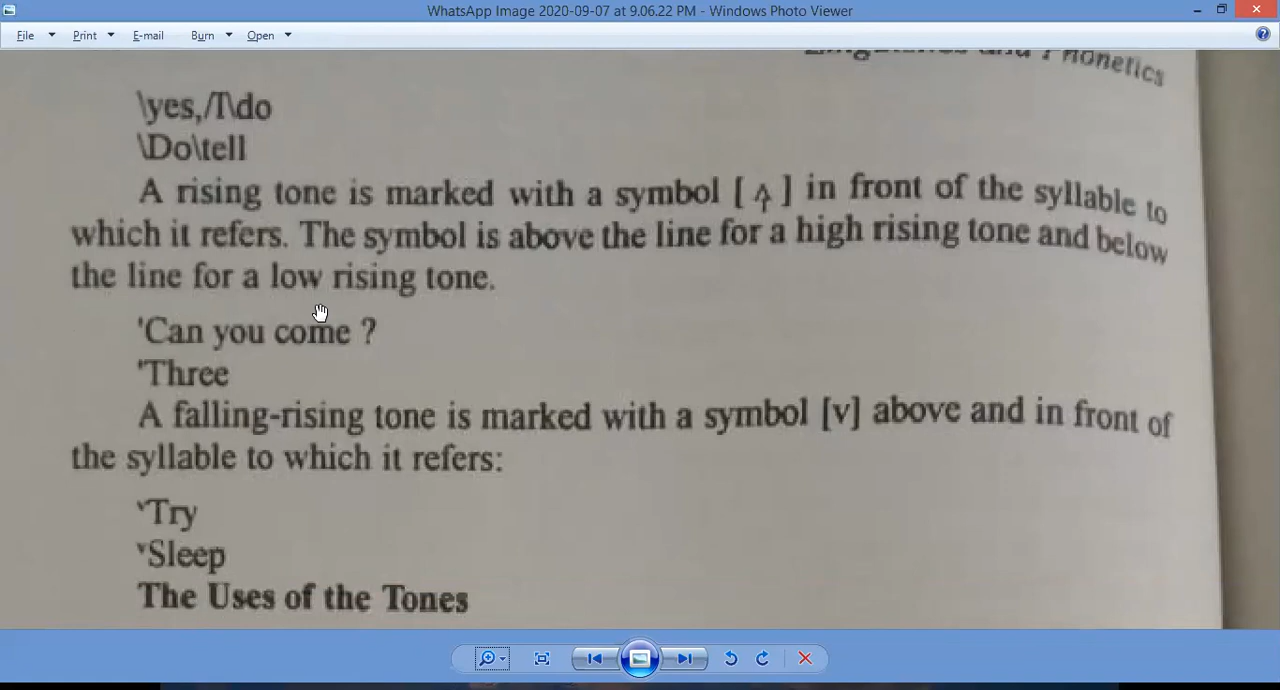 WhatsApp Image 2020-09-07 at 9.06.22 PM - Windows Photo Viewer
File Print E-mail Burn Open
Linguistics and Phonetics
\yes,/I\do
\Do\tell
A rising tone is marked with a symbol [ ↑ ] in front of the syllable to
which it refers. The symbol is above the line for a high rising tone and below
the line for a low rising tone.
'Can you come ?
'Three
A falling-rising tone is marked with a symbol [v] above and in front of
the syllable to which it refers:
ᵛTry
ᵛSleep
The Uses of the Tones